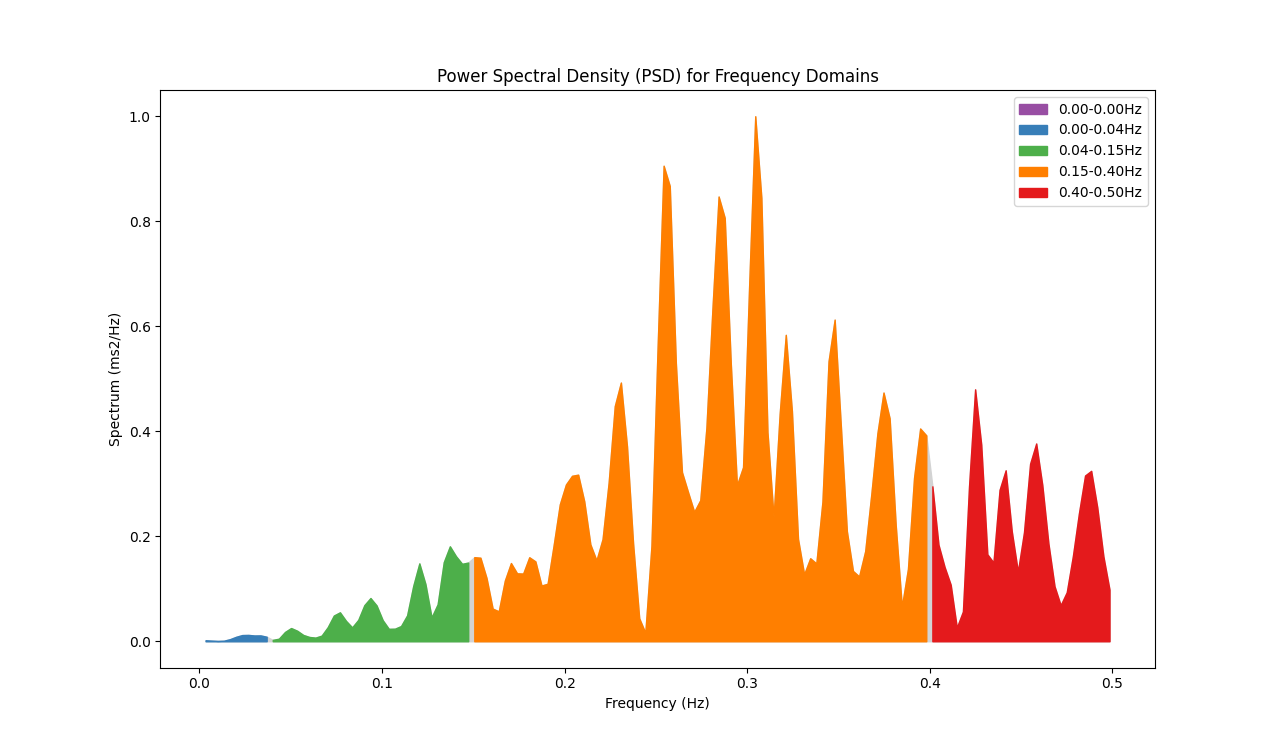 Power Spectral Density (PSD) for Frequency Domains
0.00-0.00Hz
0.00-0.04Hz
0.04-0.15Hz
0.15-0.40Hz
0.40-0.50Hz
1.0
0.8
0.6
0.4
0.2
0.0
Spectrum (ms2/Hz)
0.0 0.1 0.2 0.3 0.4 0.5
Frequency (Hz)